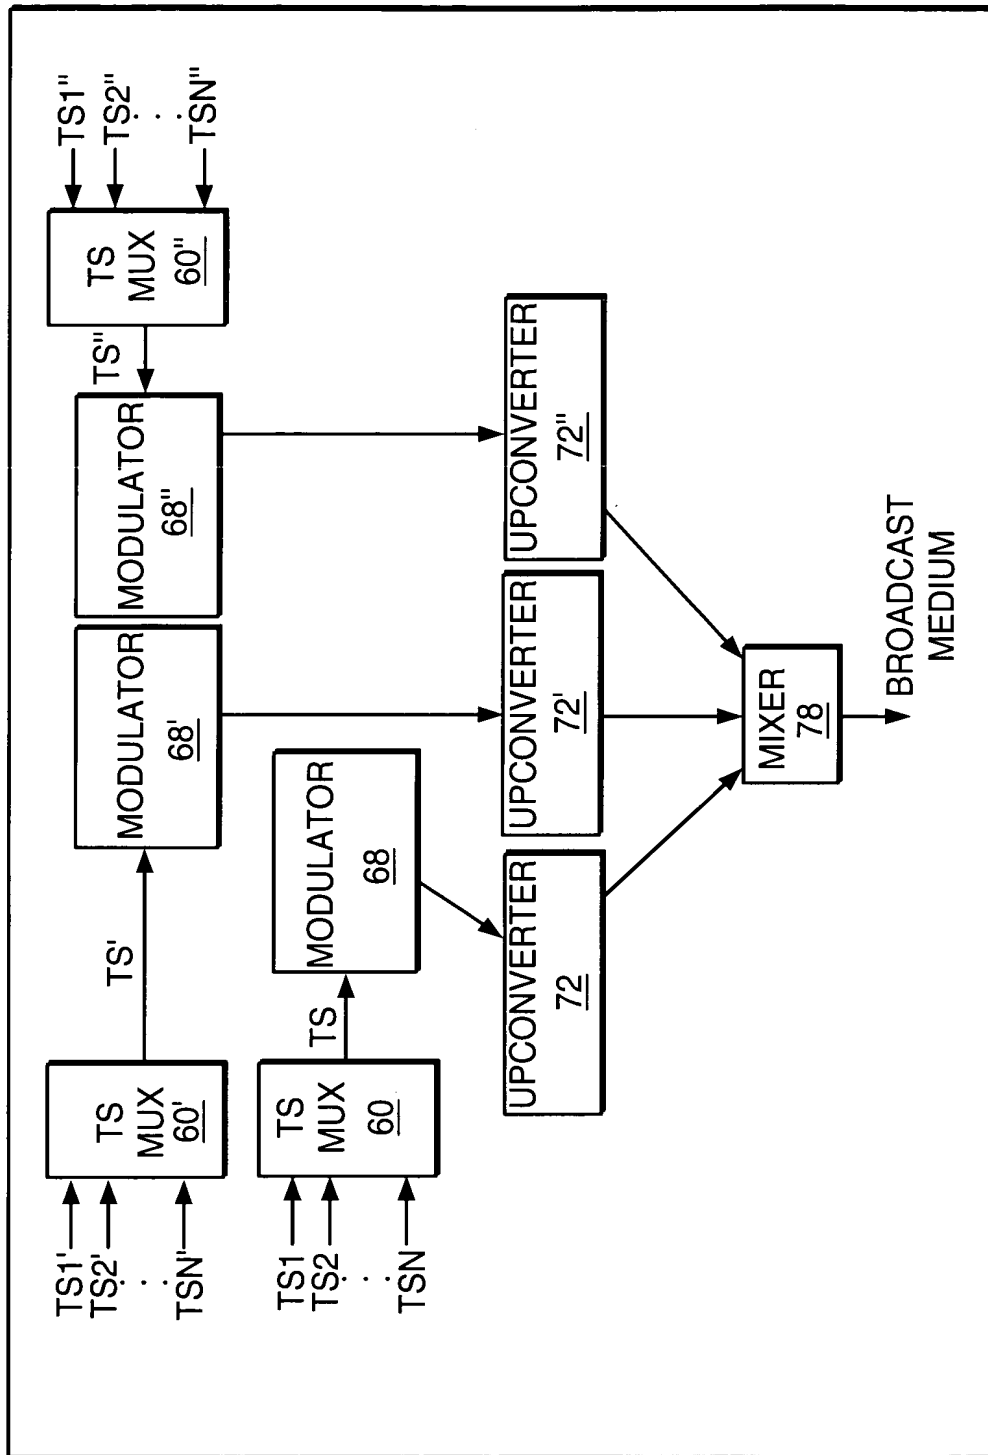 TS1'
TS2'
. . .
TSN'
TS
MUX
60'
TS'
MODULATOR
68'
MODULATOR
68"
TS"
TS
MUX
60"
TS1"
TS2"
. . .
TSN"
TS1
TS2
. . .
TSN
TS
MUX
60
TS
MODULATOR
68
UPCONVERTER
72
UPCONVERTER
72'
UPCONVERTER
72"
MIXER
78
BROADCAST
MEDIUM